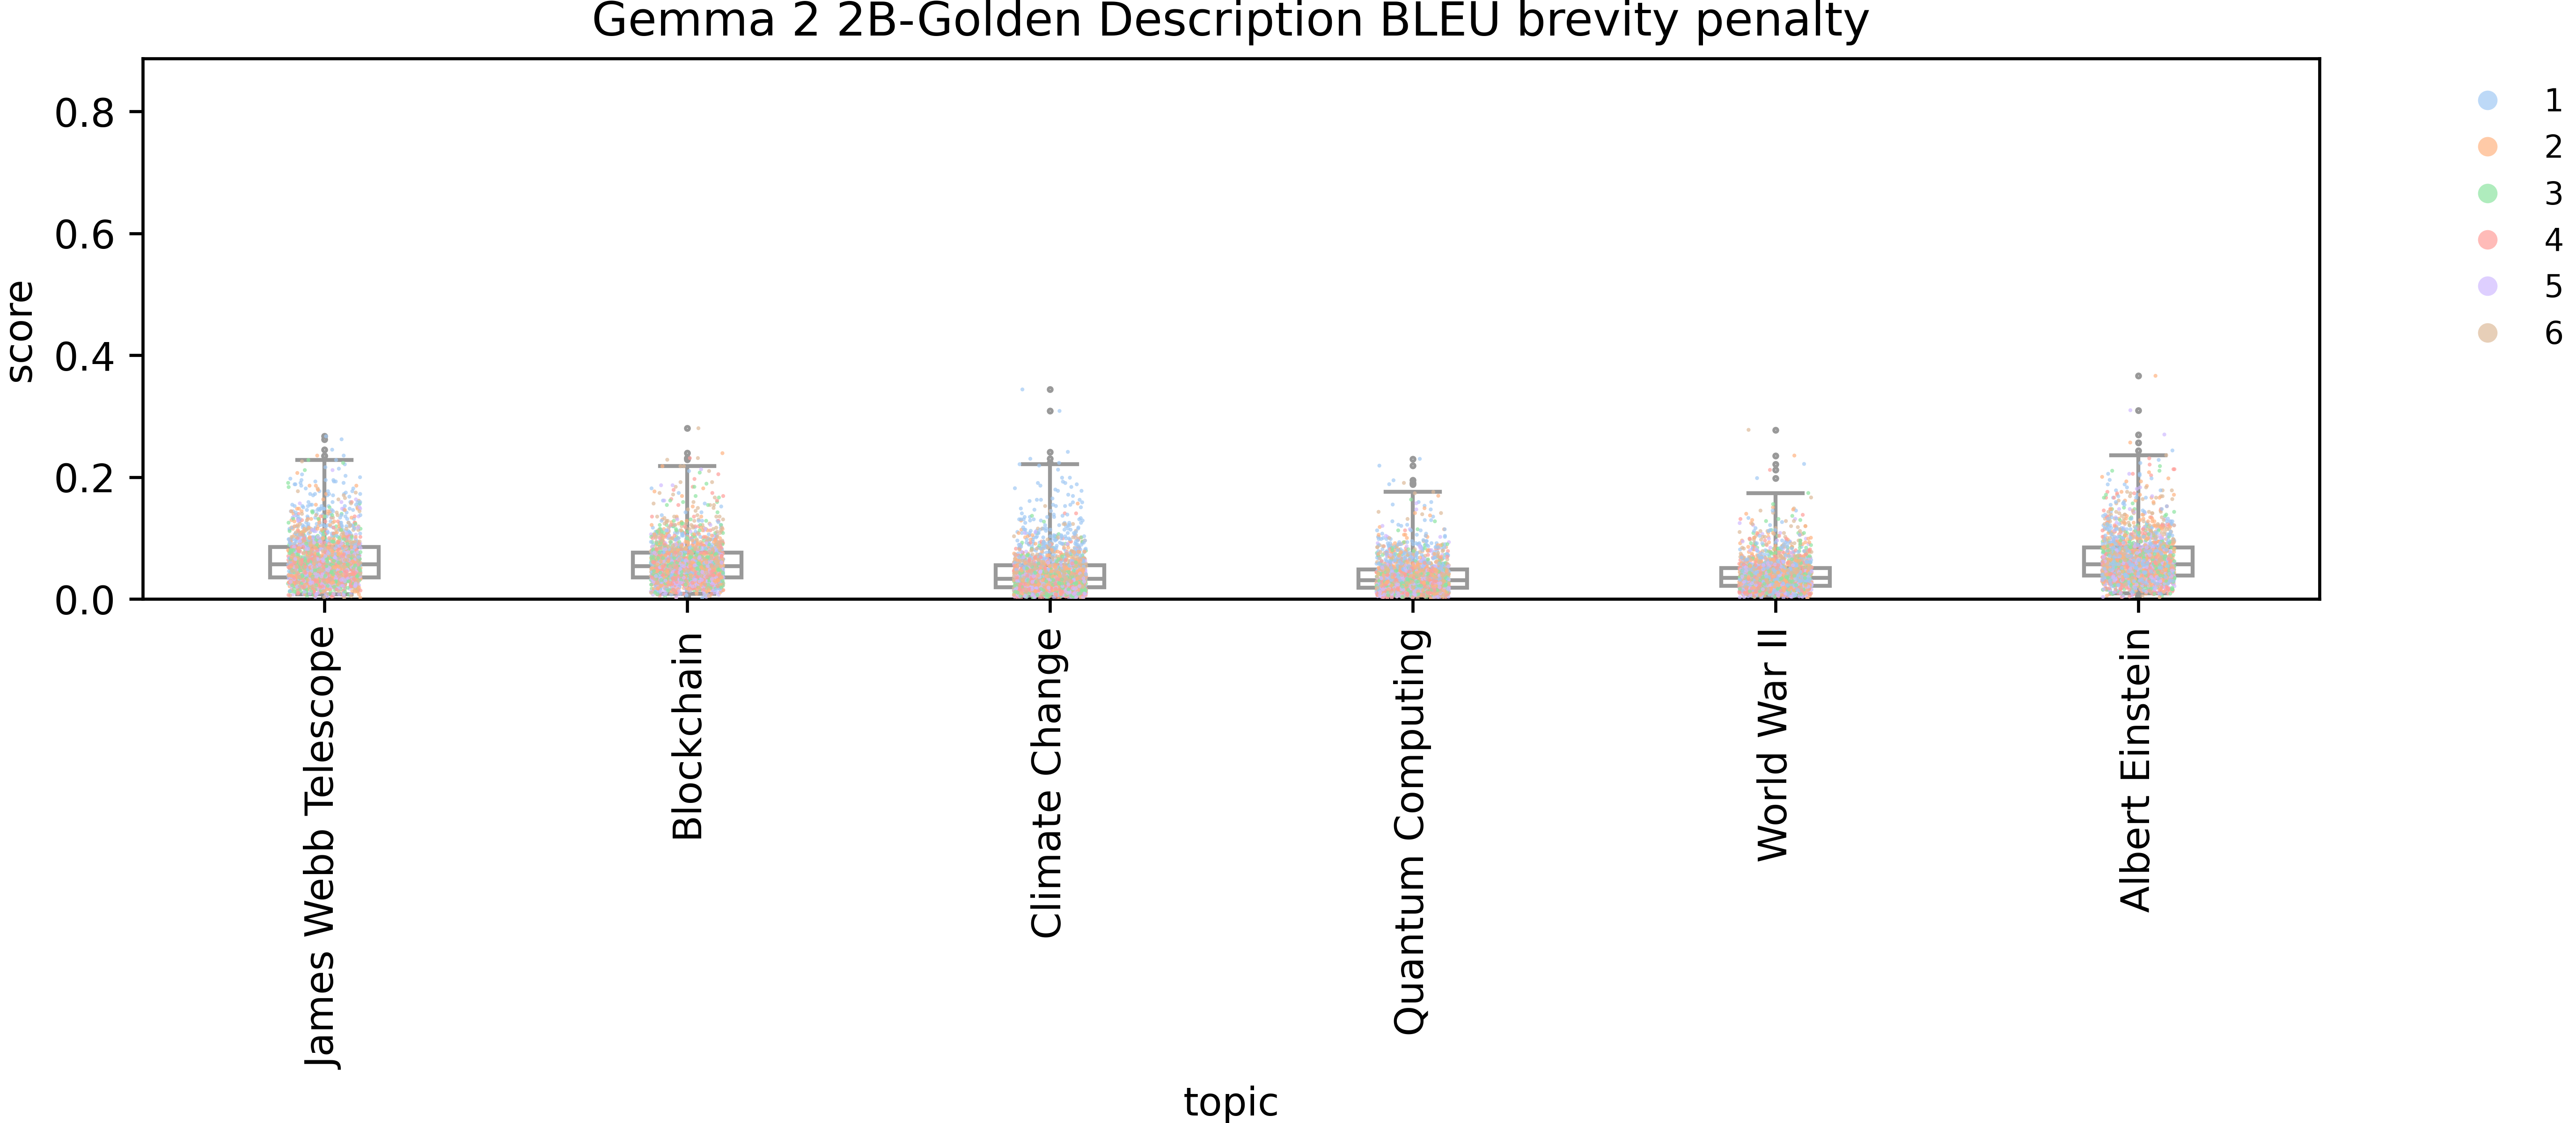 Gemma 2 2B-Golden Description BLEU brevity penalty
score
0.8
0.6
0.4
0.2
0.0
James Webb Telescope
Blockchain
Climate Change
Quantum Computing
World War II
Albert Einstein
topic
1
2
3
4
5
6